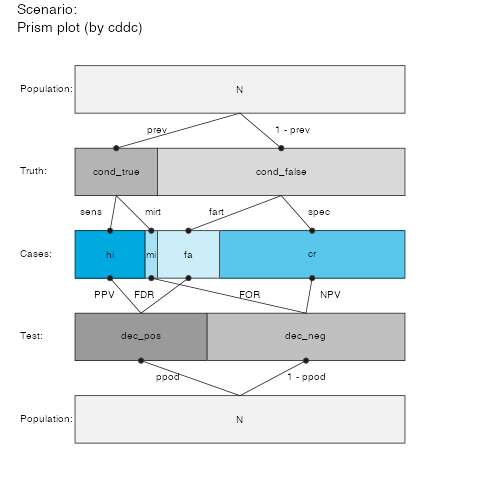 Scenario:
Prism plot (by cddc)
Population:
N
prev
1 - prev
Truth:
cond_true
cond_false
sens
mirt
fart
spec
Cases:
hi
mi
fa
cr
PPV
FDR
FOR
NPV
Test:
dec_pos
dec_neg
ppod
1 - ppod
Population:
N